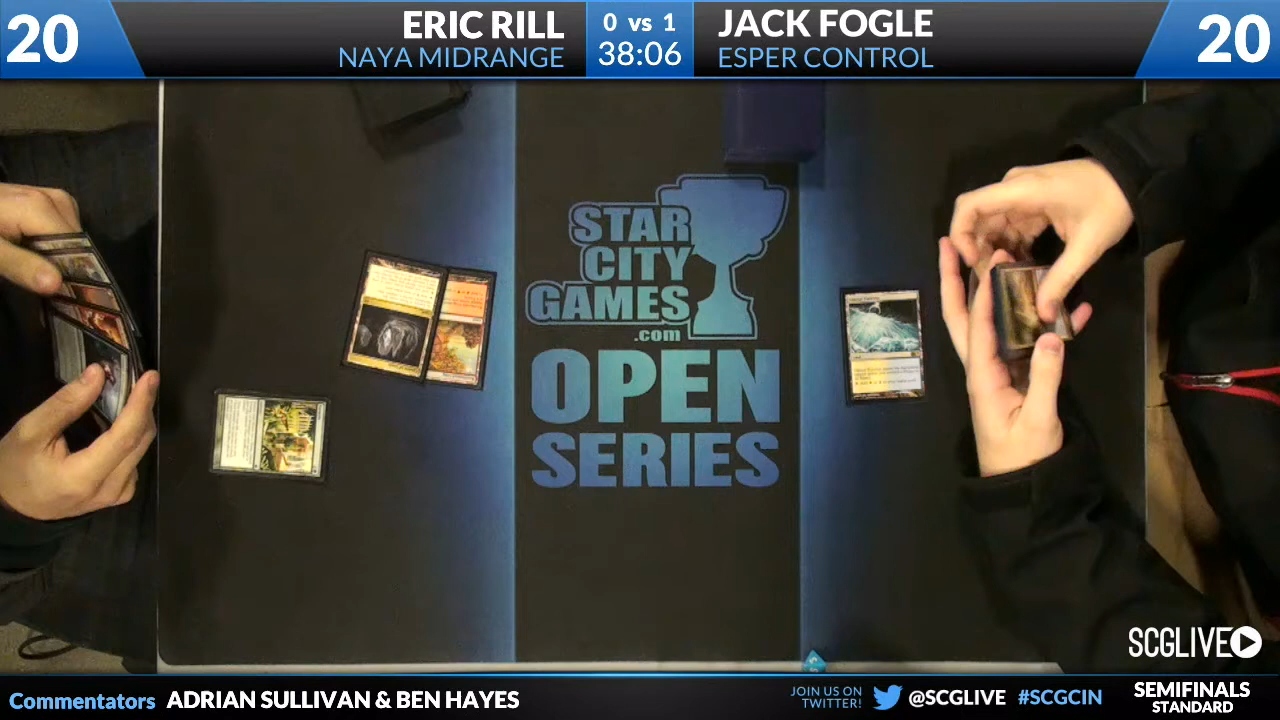 20
ERIC RILL
NAYA MIDRANGE
0 vs 1
38:06
JACK FOGLE
ESPER CONTROL
20
STAR
CITY
GAMES
.com
OPEN
SERIES
SCGLIVE
Commentators ADRIAN SULLIVAN & BEN HAYES
JOIN US ON
TWITTER!
@SCGLIVE #SCGCIN
SEMIFINALS
STANDARD